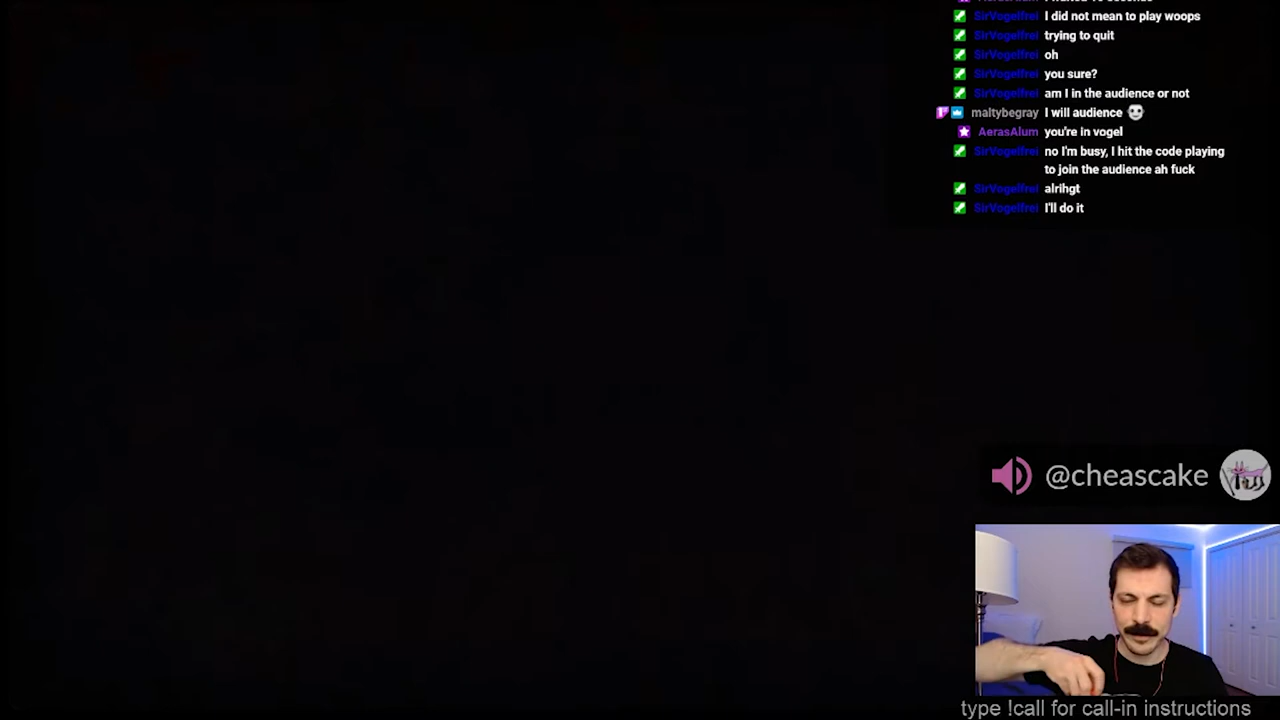 SirVogelfrei I did not mean to play woops
SirVogelfrei trying to quit
SirVogelfrei oh
SirVogelfrei you sure?
SirVogelfrei am I in the audience or not
maltybegray I will audience
AerasAlum you're in vogel
SirVogelfrei no I'm busy, I hit the code playing
to join the audience ah fuck
SirVogelfrei alrihgt
SirVogelfrei I'll do it
@cheascake
type !call for call-in instructions